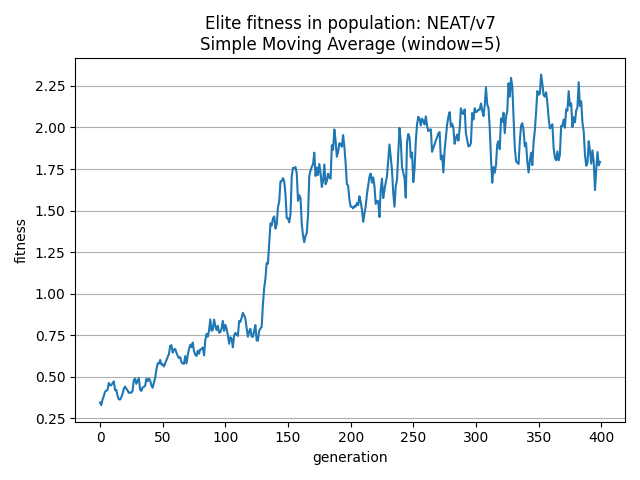 Elite fitness in population: NEAT/v7
Simple Moving Average (window=5)
fitness
2.25
2.00
1.75
1.50
1.25
1.00
0.75
0.50
0.25
0 50 100 150 200 250 300 350 400
generation